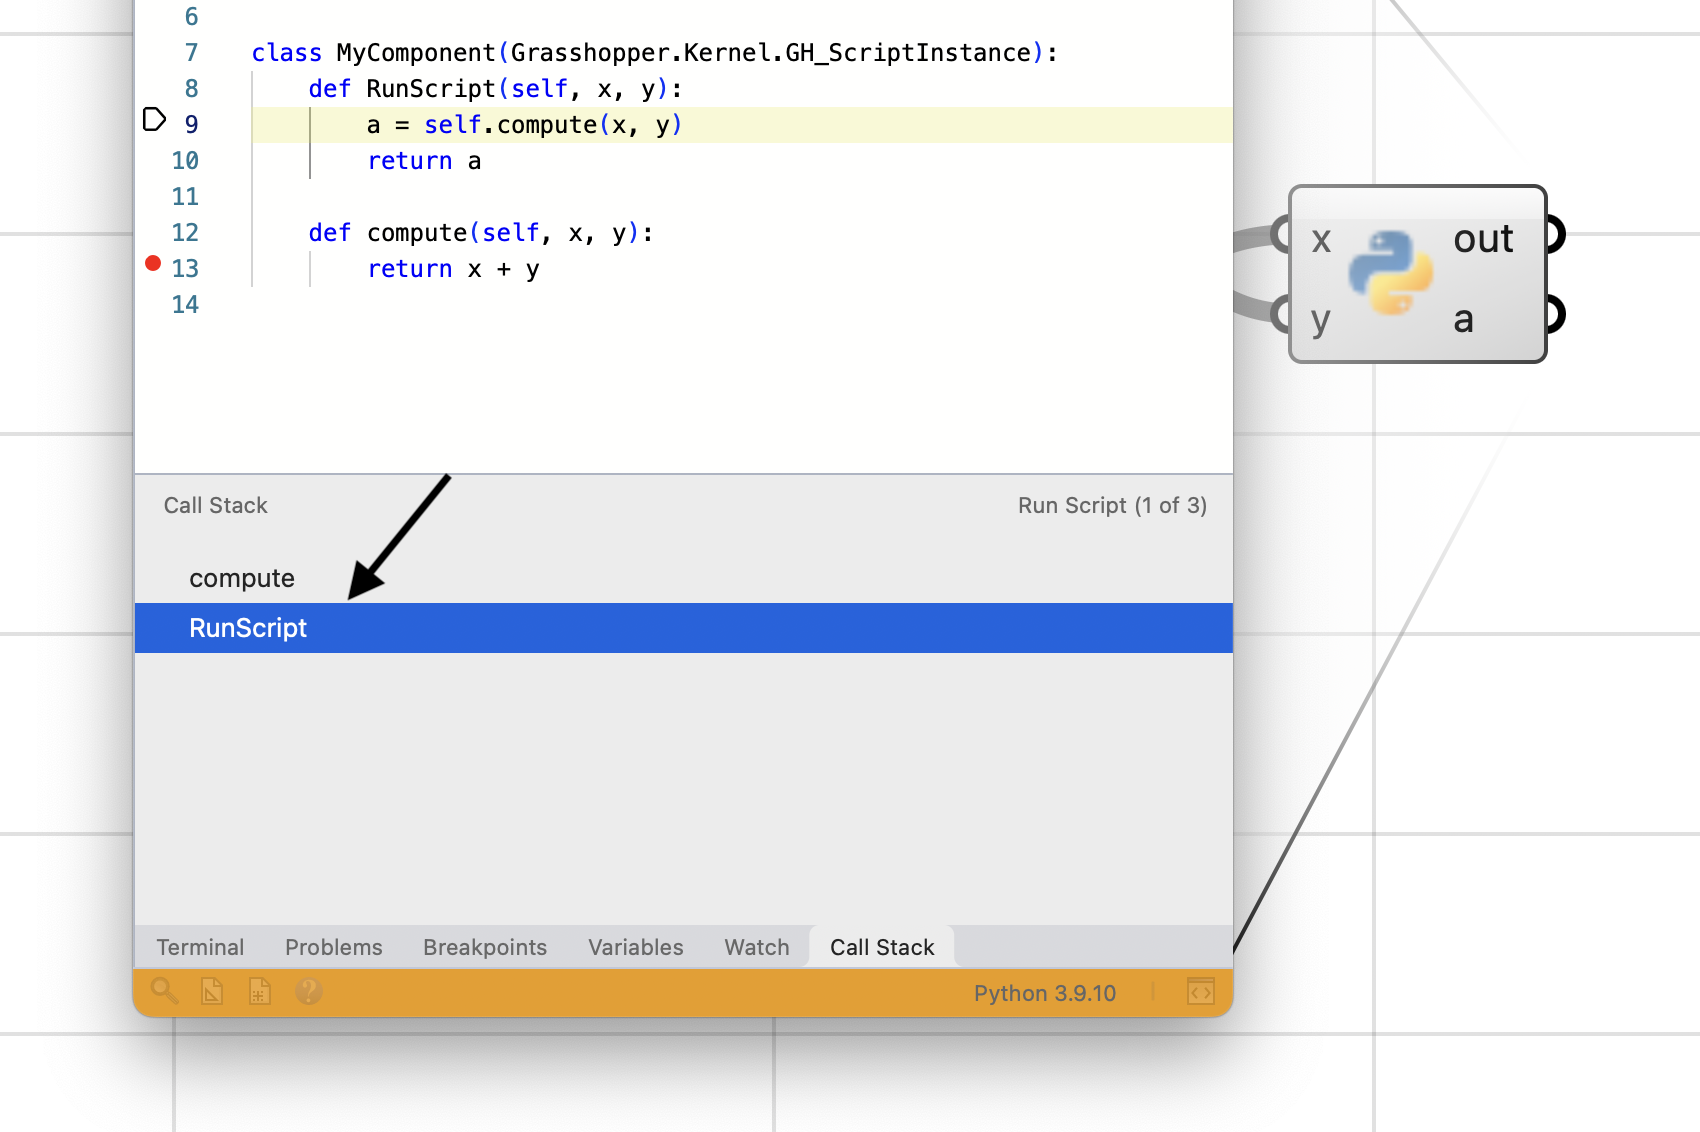 6
7 class MyComponent(Grasshopper.Kernel.GH_ScriptInstance):
8 def RunScript(self, x, y):
9 a = self.compute(x, y)
10 return a
11
12 def compute(self, x, y):
13 return x + y
14
x out
y a
Call Stack Run Script (1 of 3)
compute
RunScript
Terminal Problems Breakpoints Variables Watch Call Stack
? Python 3.9.10 <>